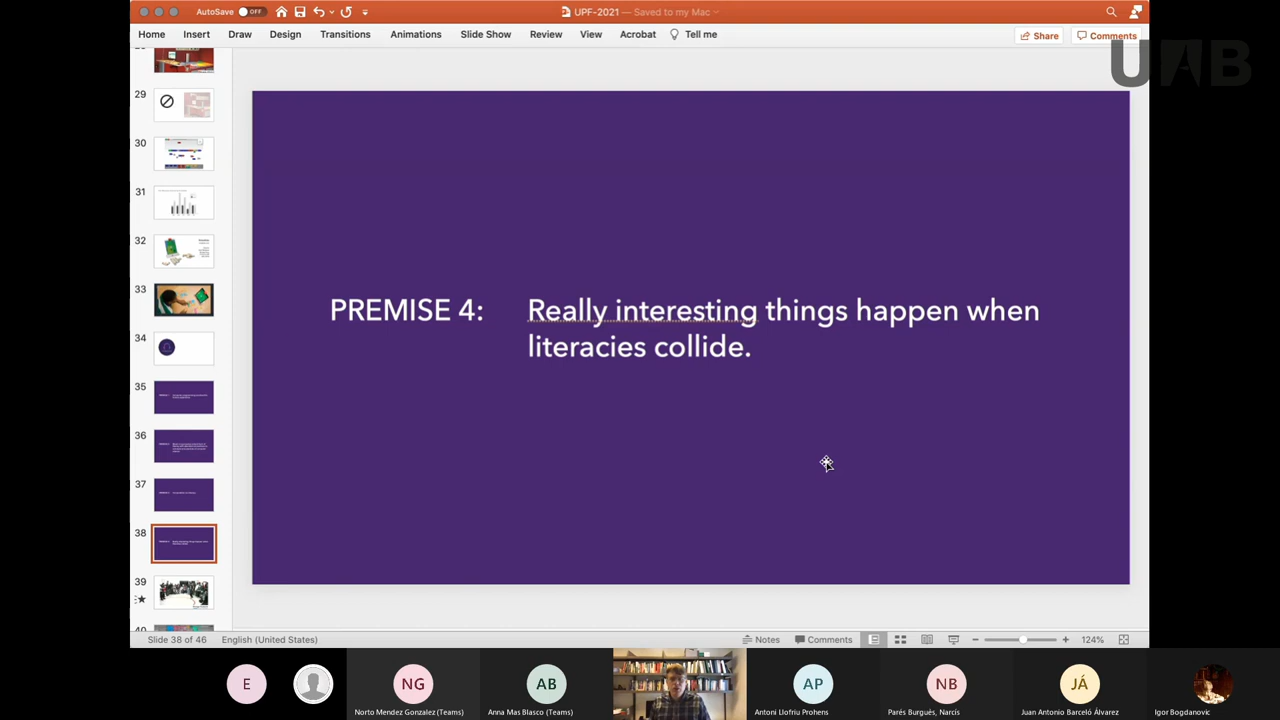 AutoSave OFF
UPF-2021 — Saved to my Mac
Home Insert Draw Design Transitions Animations Slide Show Review View Acrobat Tell me
Share Comments
UAB
29
30
31
32
33
34
35
36
37
38
39
PREMISE 4: Really interesting things happen when
literacies collide.
Slide 38 of 46 English (United States) Notes Comments 124%
E
NG
AB
AP
NB
JÁ
Norto Mendez Gonzalez (Teams)
Anna Mas Blasco (Teams)
Antoni Llofriu Prohens
Parés Burguès, Narcís
Juan Antonio Barceló Álvarez
Igor Bogdanovic